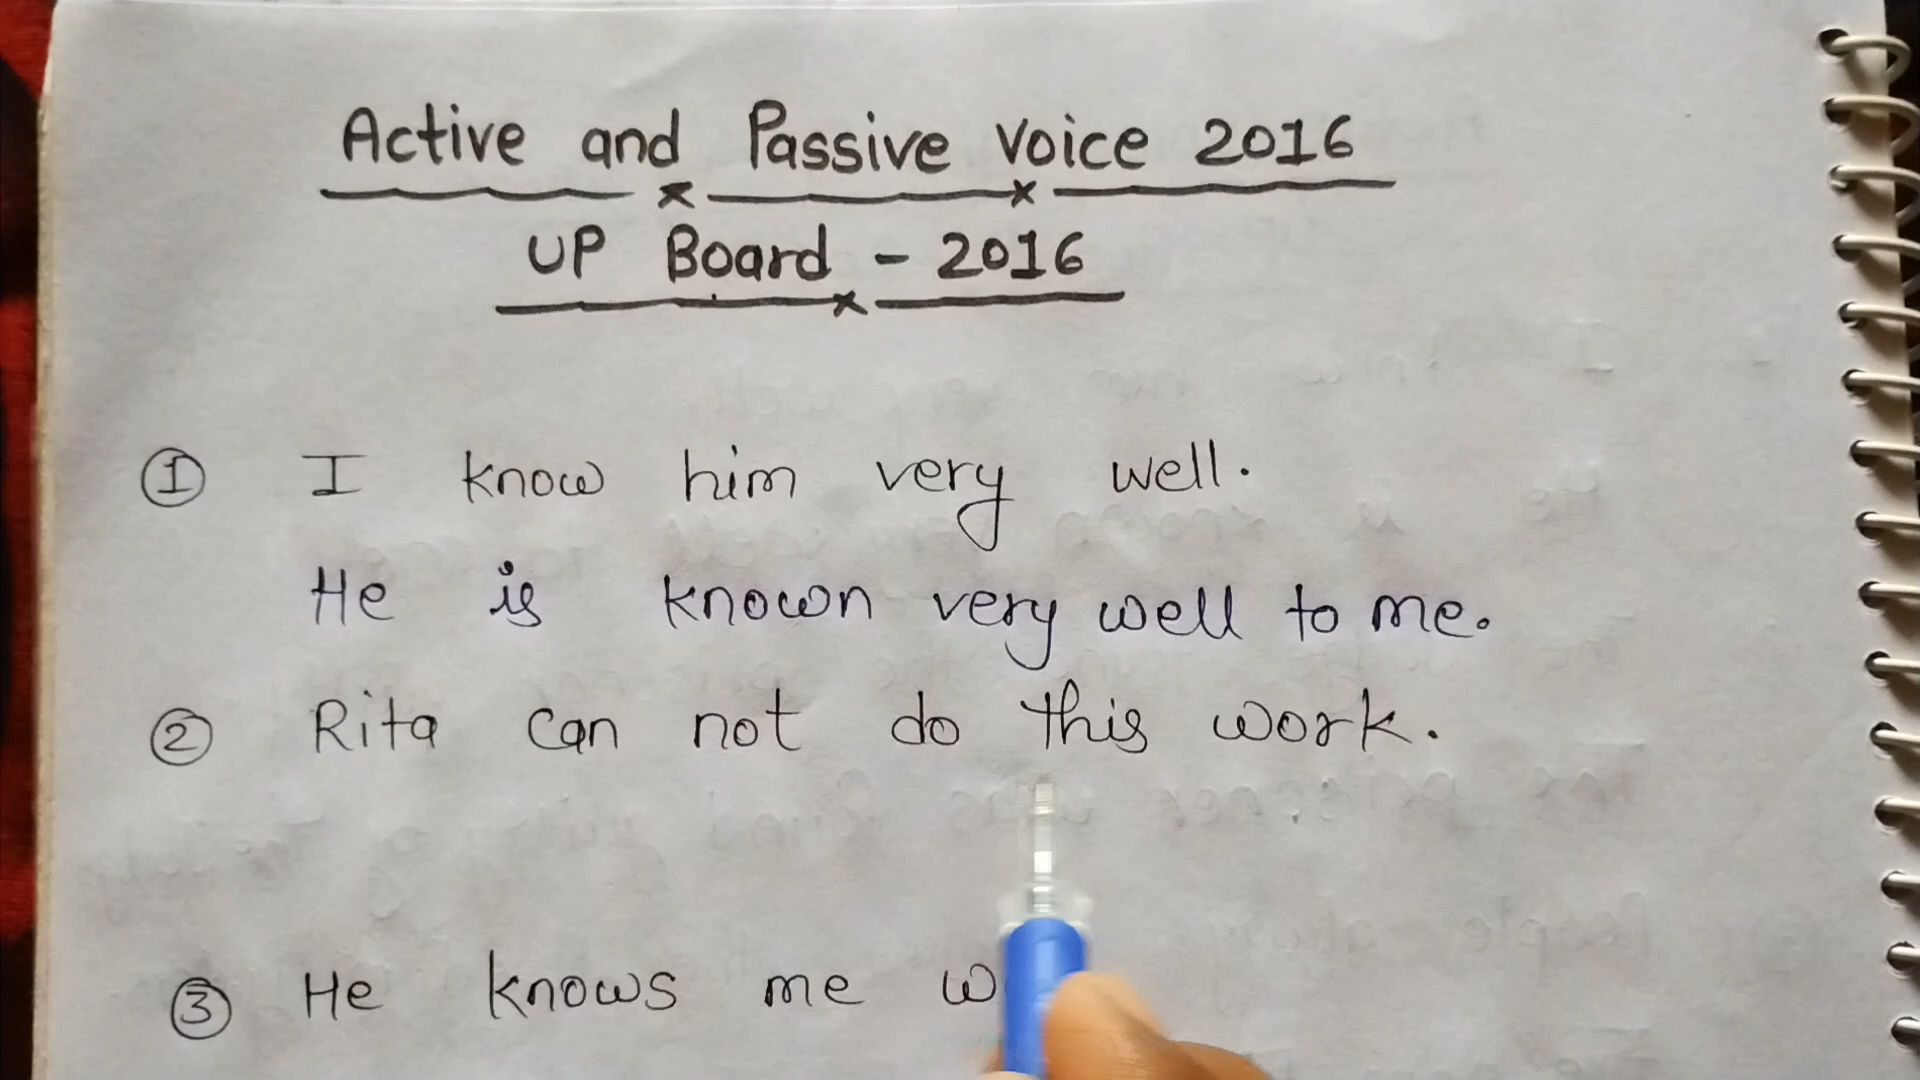 Active and Passive Voice 2016
UP Board - 2016
① I know him very well.
He is known very well to me.
② Rita can not do this work.
③ He knows me